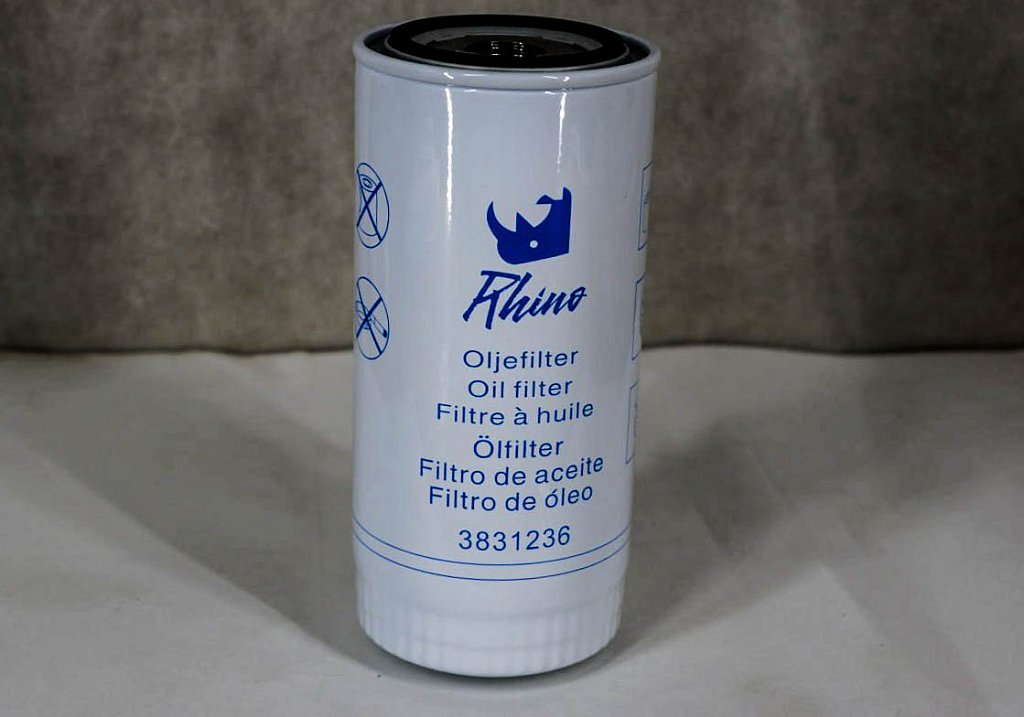 Rhino
Oljefilter
Oil filter
Filtre à huile
Ölfilter
Filtro de aceite
Filtro de óleo
3831236